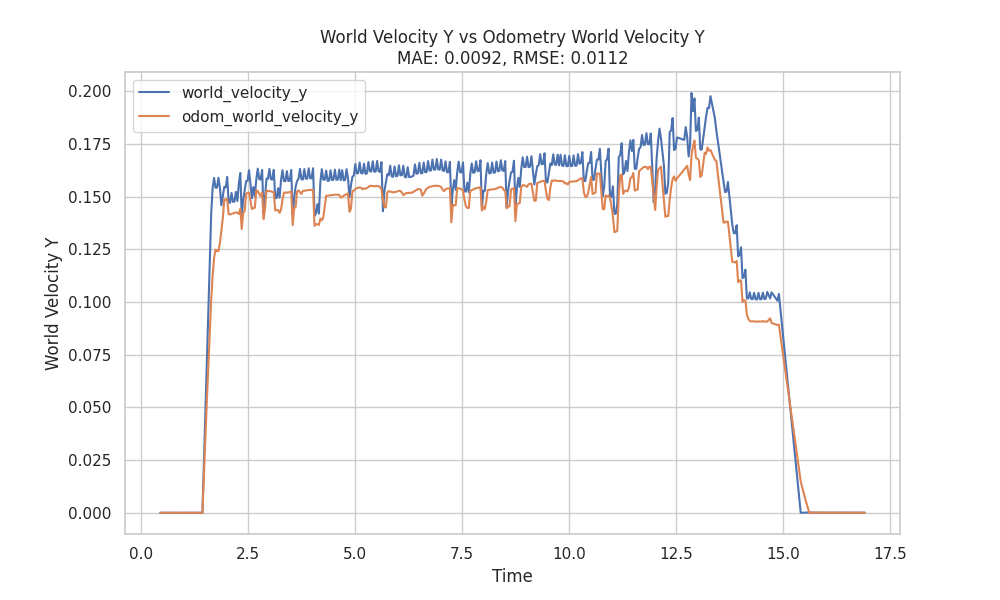 World Velocity Y vs Odometry World Velocity Y
MAE: 0.0092, RMSE: 0.0112
world_velocity_y
odom_world_velocity_y
0.200
0.175
0.150
0.125
0.100
0.075
0.050
0.025
0.000
World Velocity Y
0.0 2.5 5.0 7.5 10.0 12.5 15.0 17.5
Time